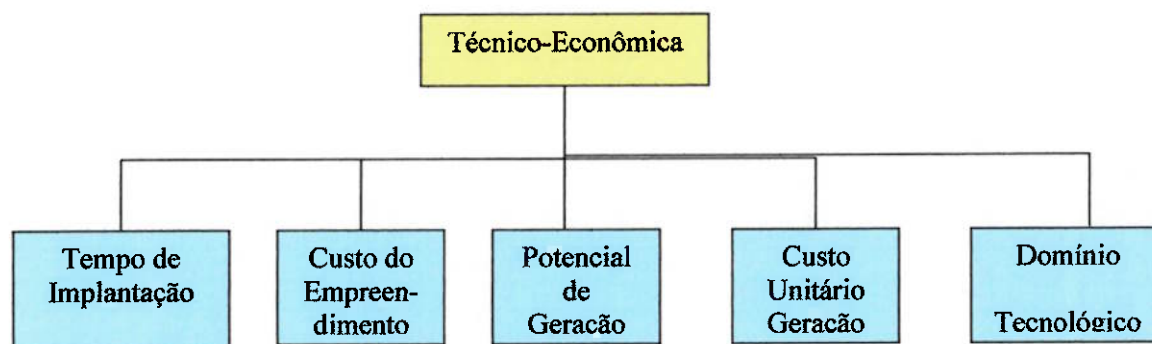 Técnico-Econômica
Tempo de
Implantação
Custo do
Empreen-
dimento
Potencial
de
Geração
Custo
Unitário
Geração
Domínio
Tecnológico